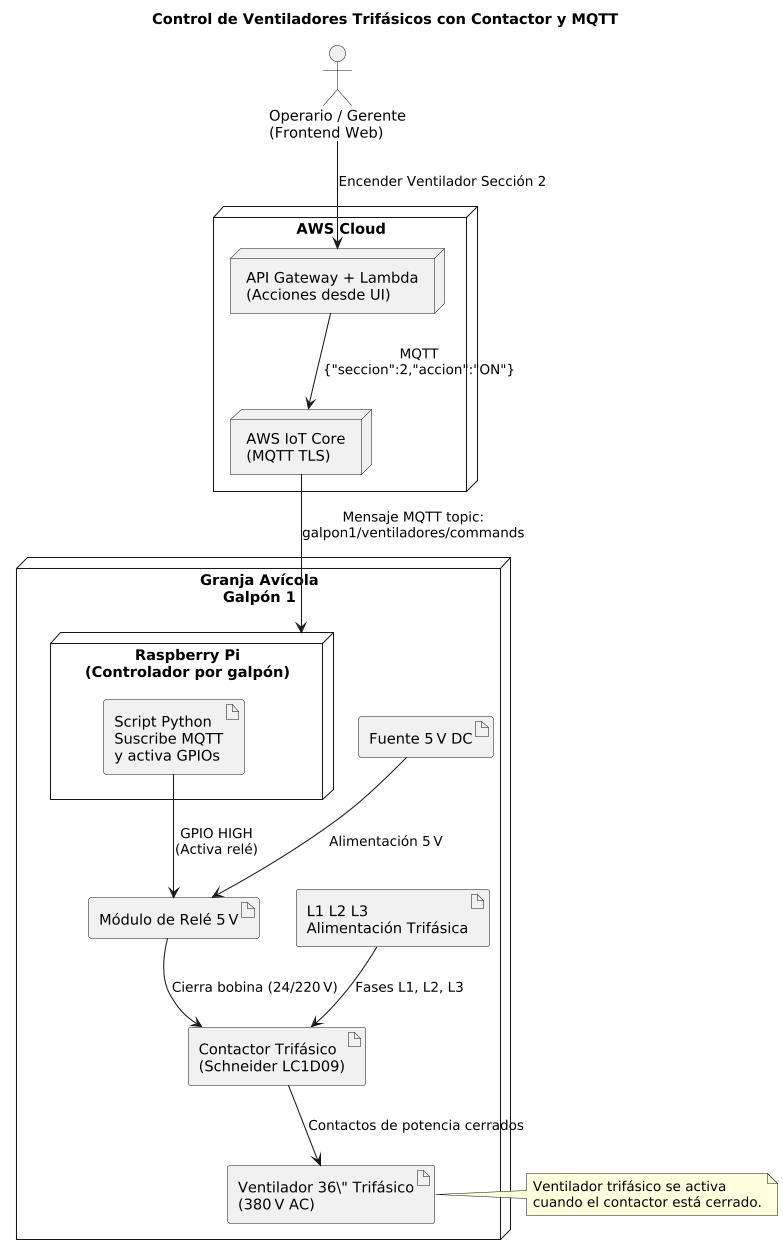 Control de Ventiladores Trifásicos con Contactor y MQTT
Operario / Gerente
(Frontend Web)
Encender Ventilador Sección 2
AWS Cloud
API Gateway + Lambda
(Acciones desde UI)
MQTT
{"seccion":2,"accion":"ON"}
AWS IoT Core
(MQTT TLS)
Mensaje MQTT topic:
galpon1/ventiladores/commands
Granja Avícola
Galpón 1
Raspberry Pi
(Controlador por galpón)
Script Python
Suscribe MQTT
y activa GPIOs
Fuente 5 V DC
GPIO HIGH
(Activa relé)
Alimentación 5 V
Módulo de Relé 5 V
L1 L2 L3
Alimentación Trifásica
Cierra bobina (24/220 V)
Fases L1, L2, L3
Contactor Trifásico
(Schneider LC1D09)
Contactos de potencia cerrados
Ventilador 36\" Trifásico
(380 V AC)
Ventilador trifásico se activa
cuando el contactor está cerrado.